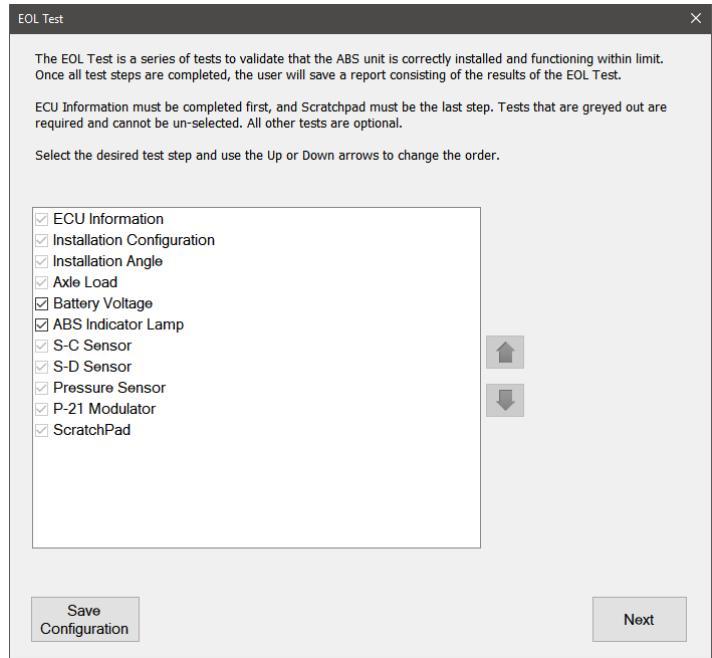 EOL Test
The EOL Test is a series of tests to validate that the ABS unit is correctly installed and functioning within limit.
Once all test steps are completed, the user will save a report consisting of the results of the EOL Test.
ECU Information must be completed first, and Scratchpad must be the last step. Tests that are greyed out are
required and cannot be un-selected. All other tests are optional.
Select the desired test step and use the Up or Down arrows to change the order.
ECU Information
Installation Configuration
Installation Angle
Axle Load
Battery Voltage
ABS Indicator Lamp
S-C Sensor
S-D Sensor
Pressure Sensor
P-21 Modulator
ScratchPad
Save
Configuration
Next